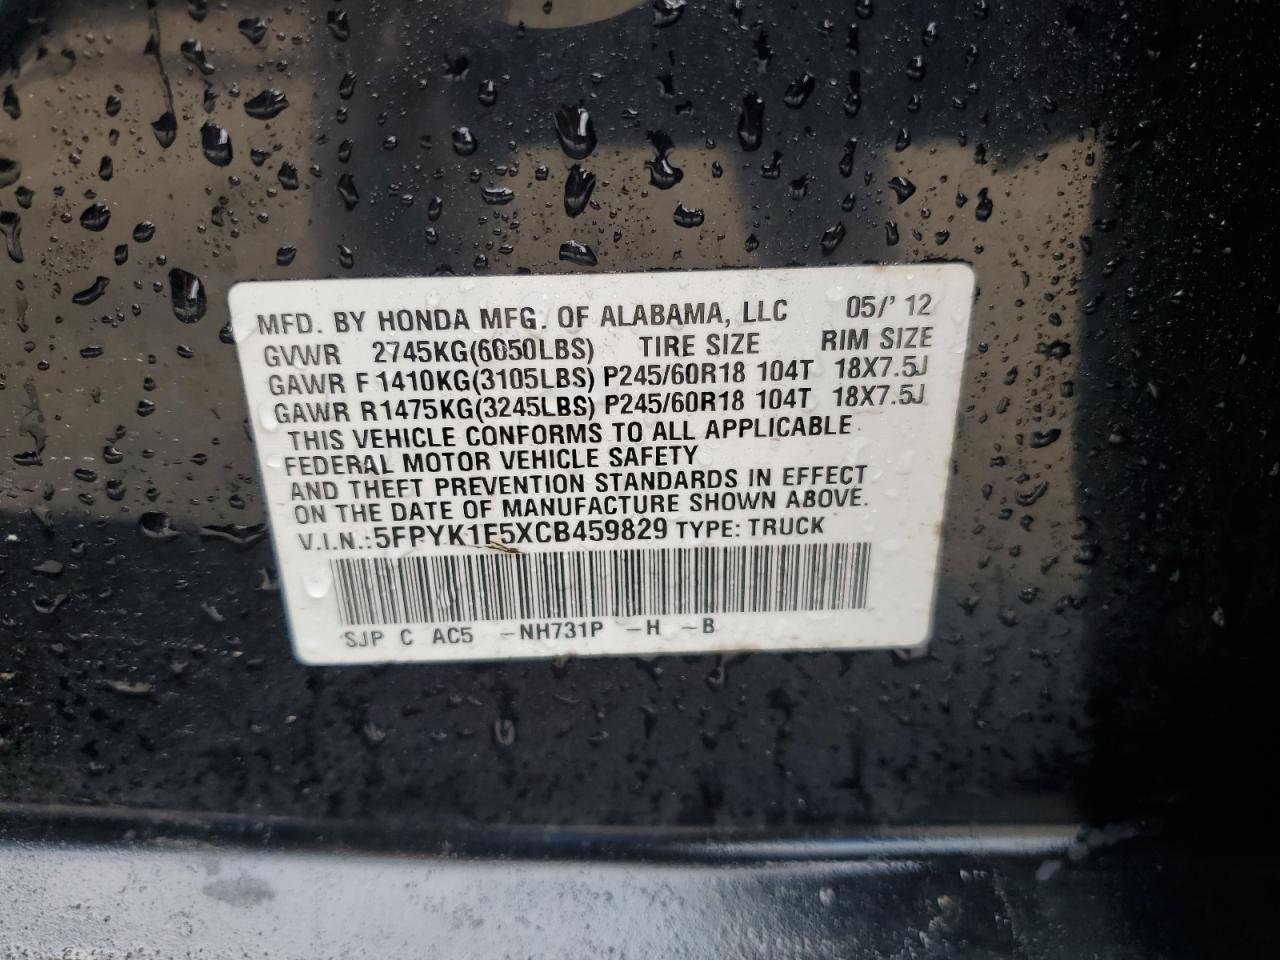 MFD. BY HONDA MFG. OF ALABAMA, LLC 05/'12
GVWR 2745KG(6050LBS) TIRE SIZE RIM SIZE
GAWR F 1410KG(3105LBS) P245/60R18 104T 18X7.5J
GAWR R1475KG(3245LBS) P245/60R18 104T 18X7.5J
THIS VEHICLE CONFORMS TO ALL APPLICABLE
FEDERAL MOTOR VEHICLE SAFETY
AND THEFT PREVENTION STANDARDS IN EFFECT
ON THE DATE OF MANUFACTURE SHOWN ABOVE.
V.I.N.:5FPYK1F5XCB459829 TYPE: TRUCK
SJP C AC5 -NH731P -H -B